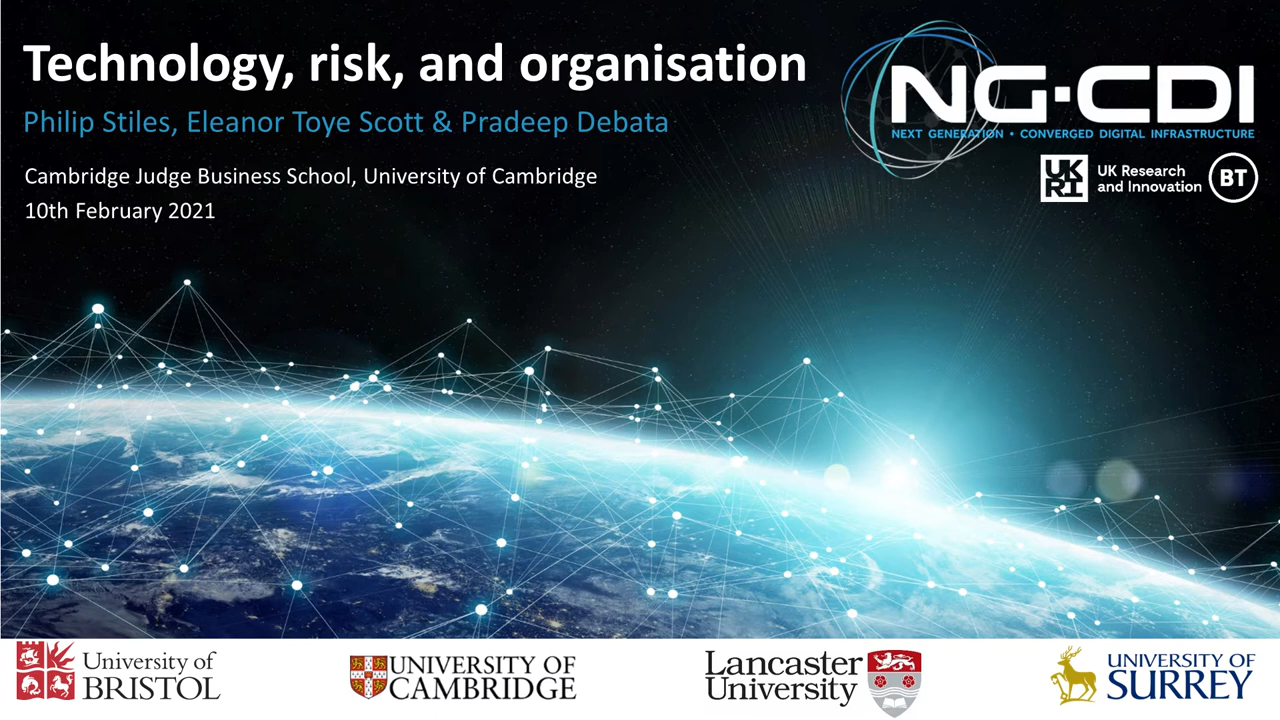 Technology, risk, and organisation
Philip Stiles, Eleanor Toye Scott & Pradeep Debata
Cambridge Judge Business School, University of Cambridge
10th February 2021
NG·CDI
NEXT GENERATION • CONVERGED DIGITAL INFRASTRUCTURE
UK
RI
UK Research
and Innovation
BT
University of
BRISTOL
UNIVERSITY OF
CAMBRIDGE
Lancaster
University
UNIVERSITY OF
SURREY